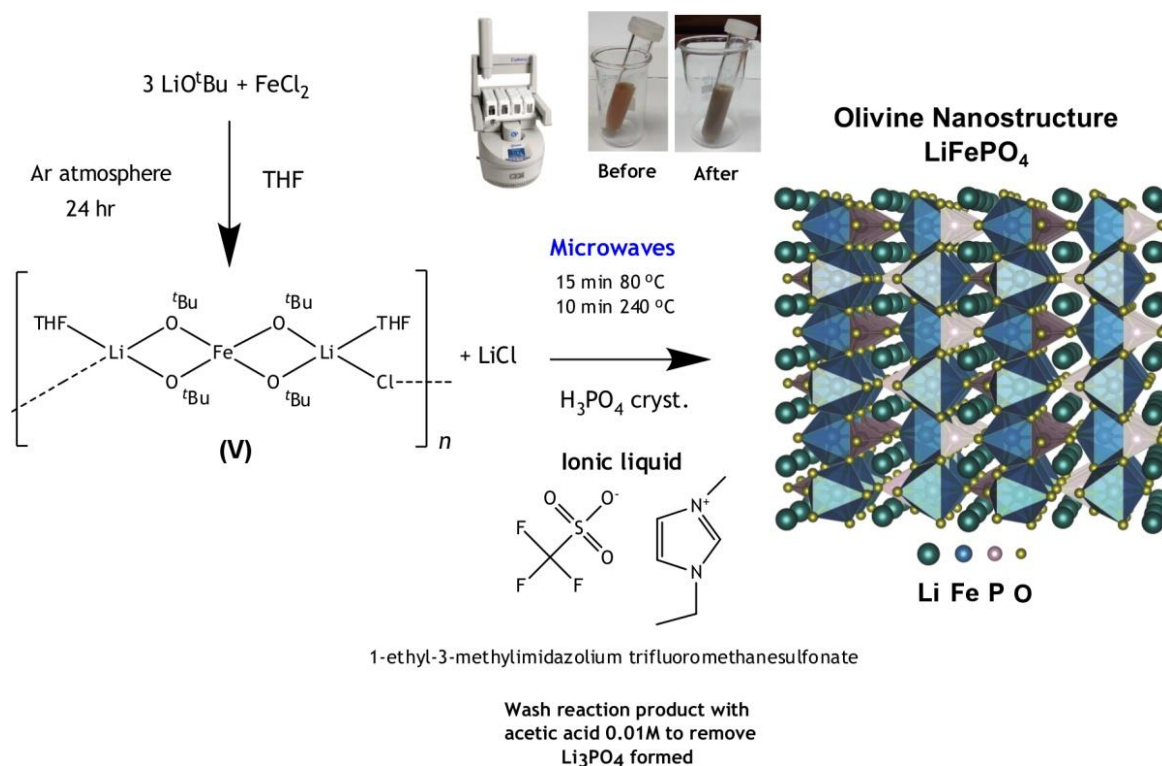 3 LiOᵗBu + FeCl₂
Ar atmosphere
24 hr
THF
ᵗBu ᵗBu
THF O O THF
Li Fe Li
O O Cl
ᵗBu ᵗBu
n
(V)
+ LiCl
Before After
Microwaves
15 min 80 ºC
10 min 240 ºC
H₃PO₄ cryst.
Ionic liquid
F O O⁻
S
F O
F
N⁺
N
1-ethyl-3-methylimidazolium trifluoromethanesulfonate
Wash reaction product with
acetic acid 0.01M to remove
Li₃PO₄ formed
Olivine Nanostructure
LiFePO₄
Li Fe P O